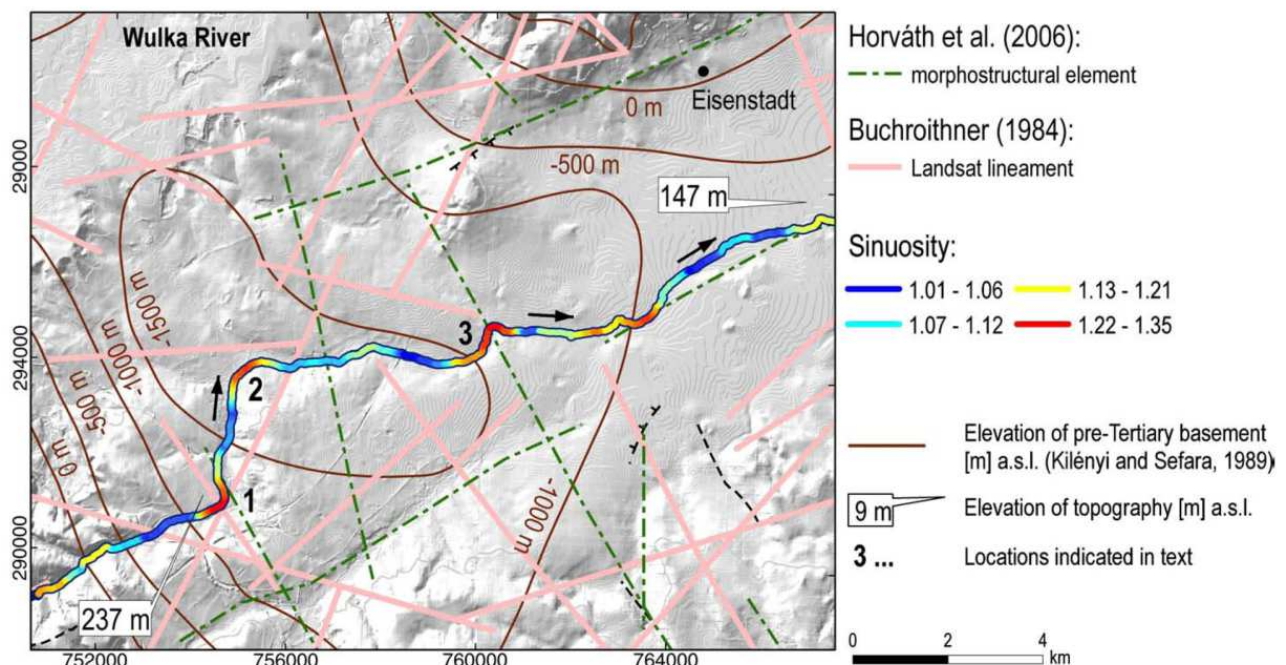 Wulka River
Eisenstadt
0 m
-500 m
147 m
298000
294000
290000
-1500 m
-1000 m
-500 m
0 m
3
2
1
-1000 m
237 m
752000
756000
760000
764000
Horváth et al. (2006):
morphostructural element
Buchroithner (1984):
Landsat lineament
Sinuosity:
1.01 - 1.06
1.13 - 1.21
1.07 - 1.12
1.22 - 1.35
Elevation of pre-Tertiary basement
[m] a.s.l. (Kilényi and Sefara, 1989)
9 m
Elevation of topography [m] a.s.l.
3 ...
Locations indicated in text
0
2
4
km